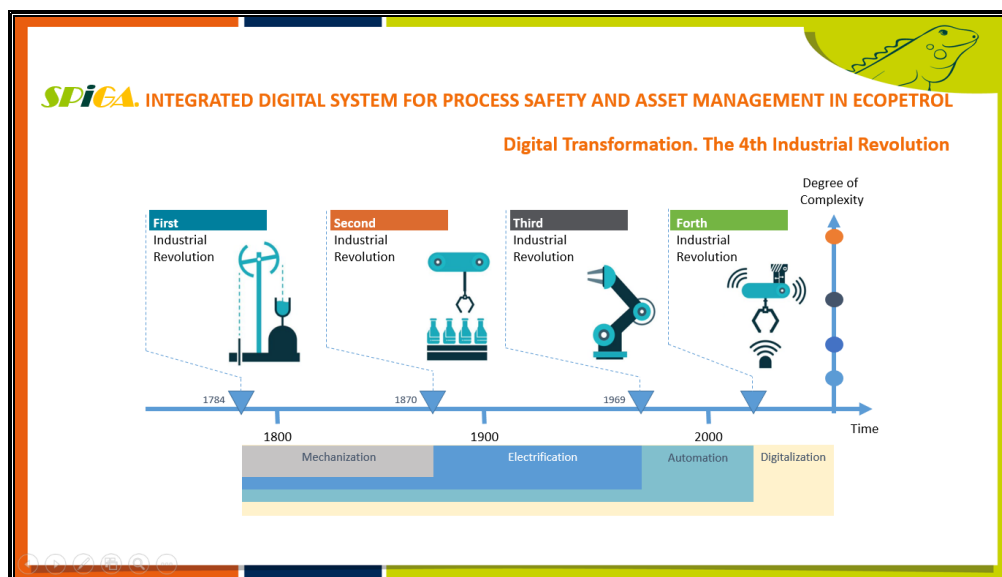 SPiGA. INTEGRATED DIGITAL SYSTEM FOR PROCESS SAFETY AND ASSET MANAGEMENT IN ECOPETROL
Digital Transformation. The 4th Industrial Revolution
Degree of
Complexity
First
Industrial
Revolution
Second
Industrial
Revolution
Third
Industrial
Revolution
Forth
Industrial
Revolution
1784
1870
1969
Time
1800
1900
2000
Mechanization
Electrification
Automation
Digitalization